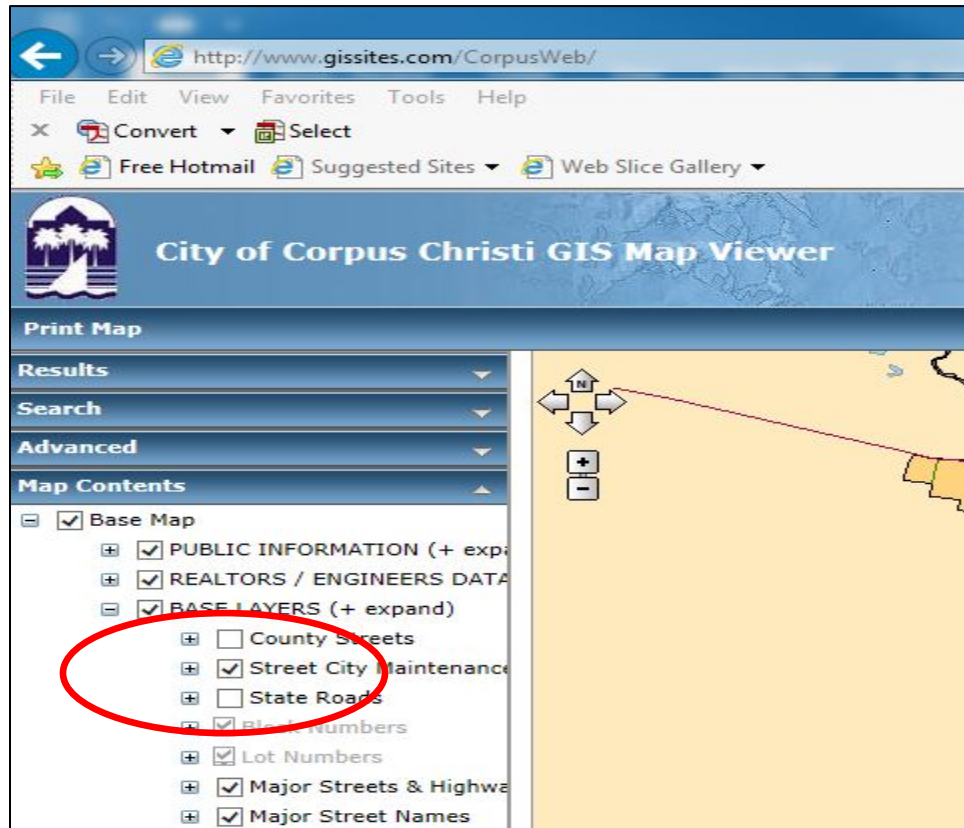 http://www.gissites.com/CorpusWeb/
File Edit View Favorites Tools Help
x Convert Select
Free Hotmail Suggested Sites Web Slice Gallery
City of Corpus Christi GIS Map Viewer
Print Map
Results
Search
Advanced
Map Contents
N
+
-
Base Map
PUBLIC INFORMATION (+ expa
REALTORS / ENGINEERS DATA
BASE LAYERS (+ expand)
County Streets
Street City Maintenance
State Roads
Block Numbers
Lot Numbers
Major Streets & Highwa
Major Street Names